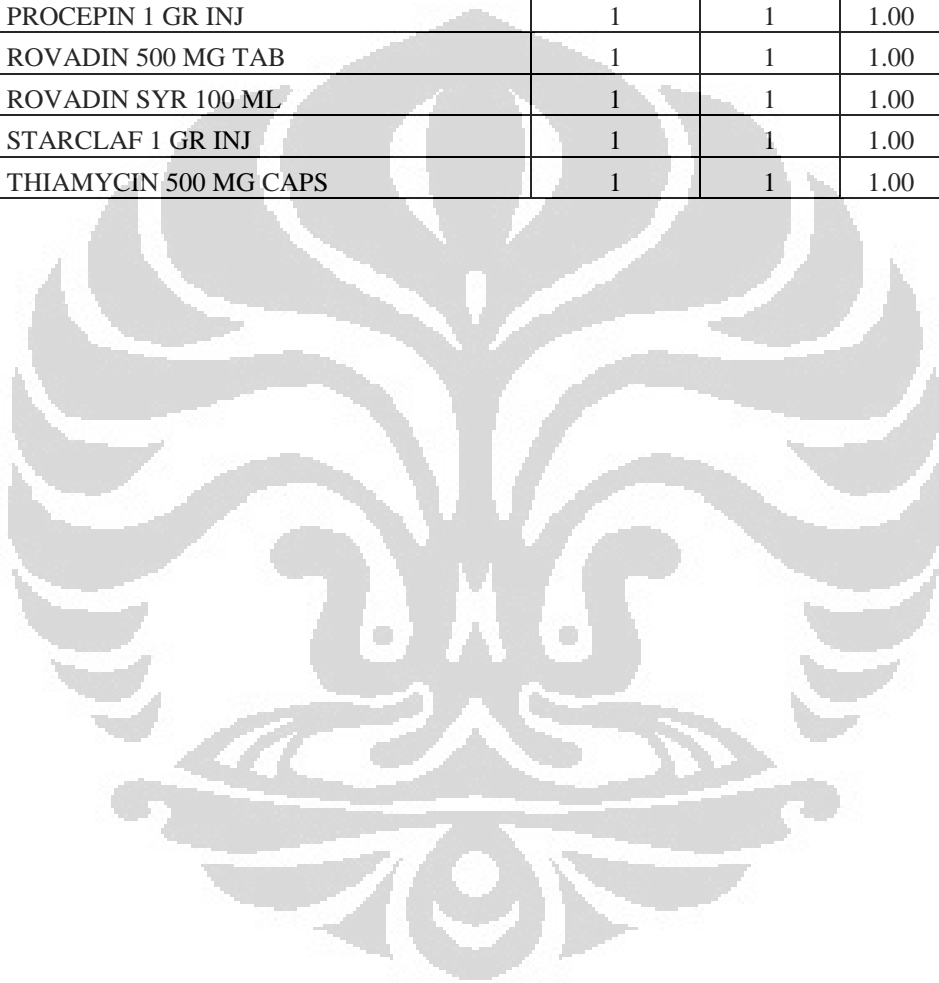 PROCEPIN 1 GR INJ 1 1 1.00
ROVADIN 500 MG TAB 1 1 1.00
ROVADIN SYR 100 ML 1 1 1.00
STARCLAF 1 GR INJ 1 1 1.00
THIAMYCIN 500 MG CAPS 1 1 1.00